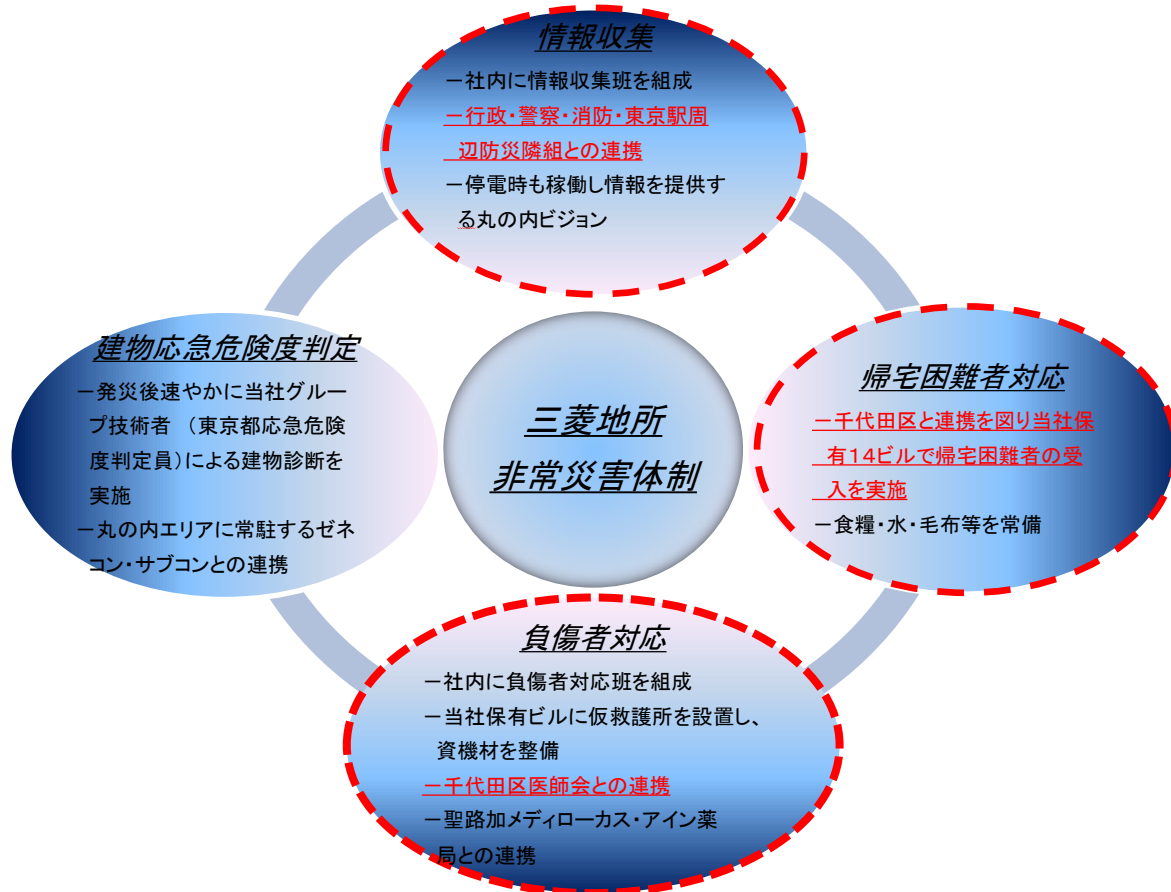 情報収集
－社内に情報収集班を組成
－行政・警察・消防・東京駅周
辺防災隣組との連携
－停電時も稼働し情報を提供す
る丸の内ビジョン
建物応急危険度判定
－発災後速やかに当社グルー
プ技術者　（東京都応急危険
度判定員）による建物診断を
実施
－丸の内エリアに常駐するゼネ
コン・サブコンとの連携
三菱地所
非常災害体制
帰宅困難者対応
－千代田区と連携を図り当社保
有１４ビルで帰宅困難者の受
入を実施
－食糧・水・毛布等を常備
負傷者対応
－社内に負傷者対応班を組成
－当社保有ビルに仮救護所を設置し、
資機材を整備
－千代田区医師会との連携
－聖路加メディローカス・アイン薬
局との連携